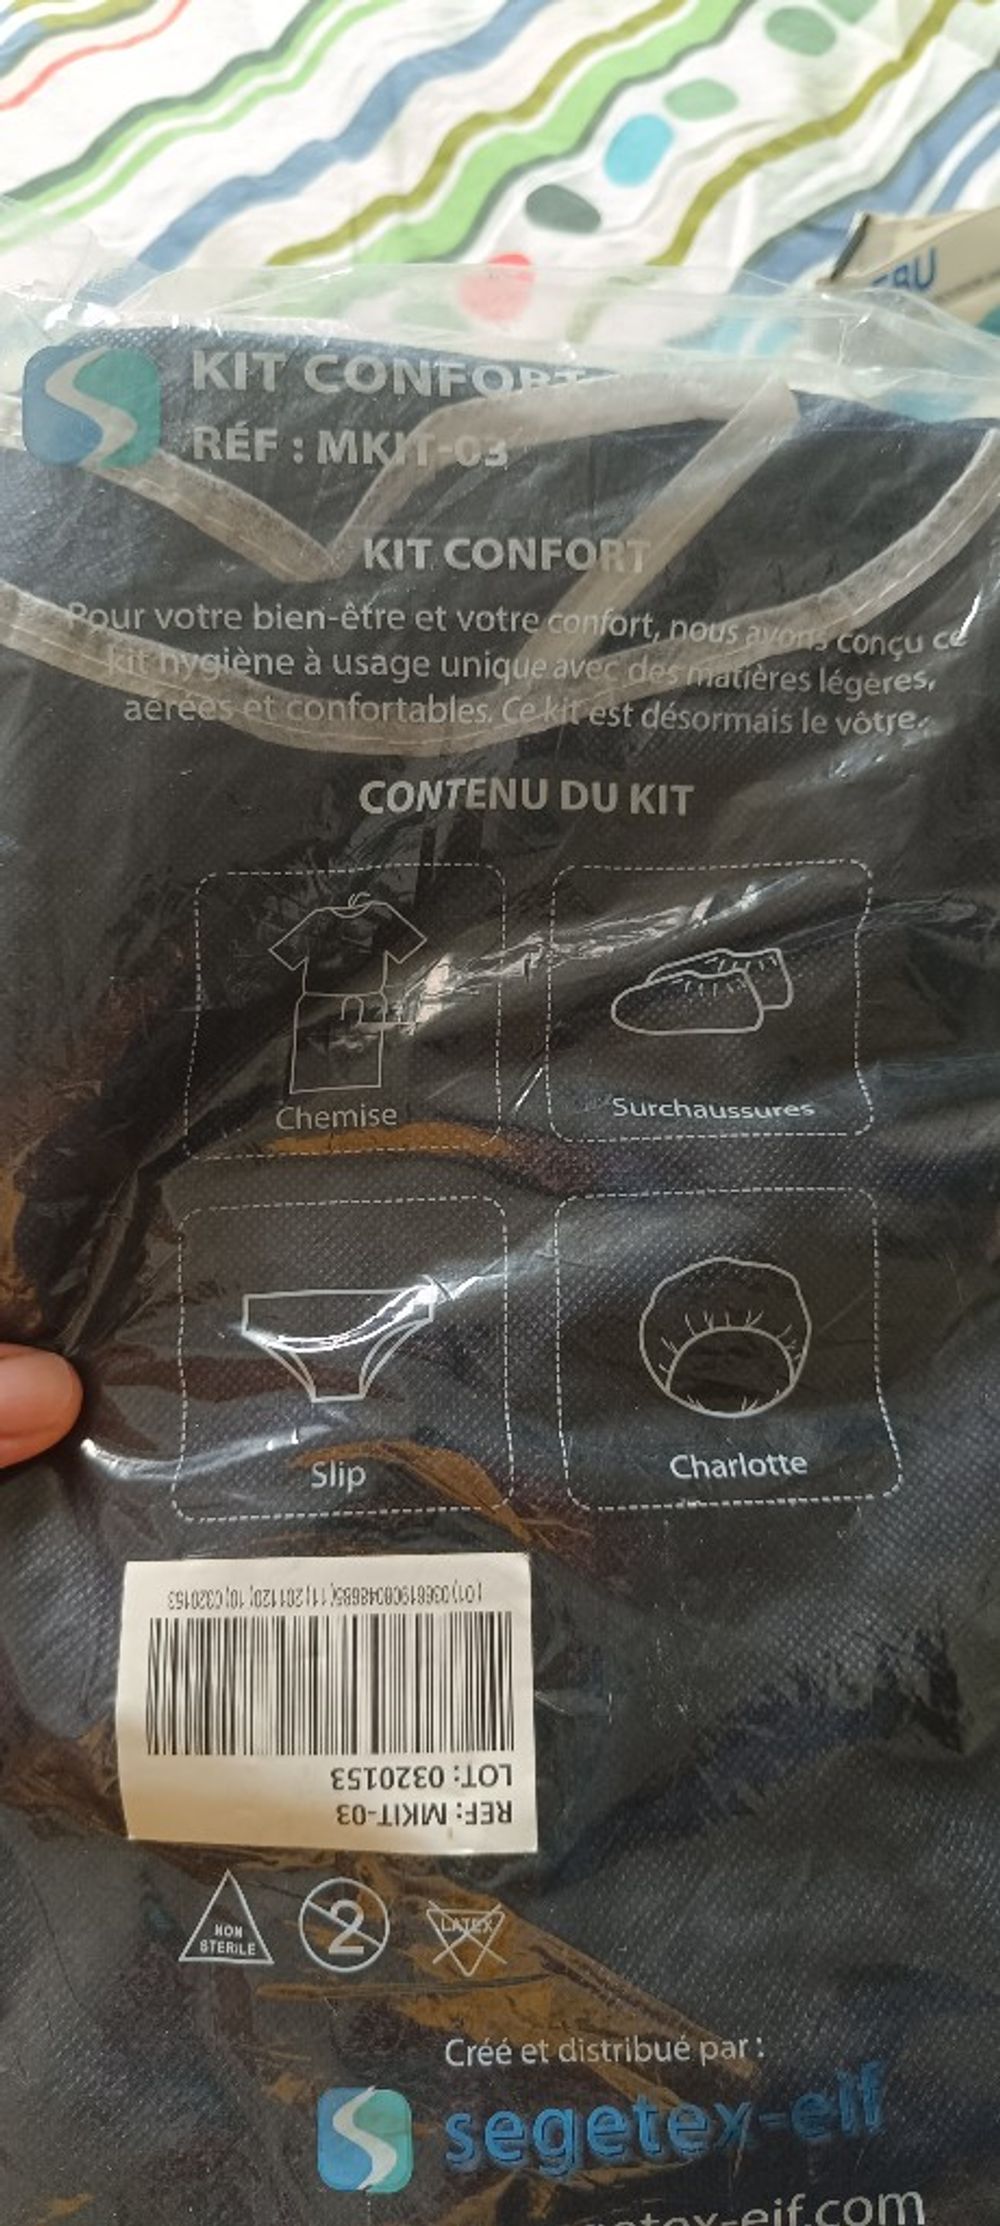 KIT CONFORT
RÉF : MKIT-03
KIT CONFORT
Pour votre bien-être et votre confort, nous avons conçu ce
kit hygiène à usage unique avec des matières légères,
aérées et confortables. Ce kit est désormais le vôtre.
CONTENU DU KIT
Chemise
Surchaussures
Slip
Charlotte
REF: MKIT-03
LOT: 0320153
NON
STERILE
2
LATEX
Créé et distribué par :
segetex-eif